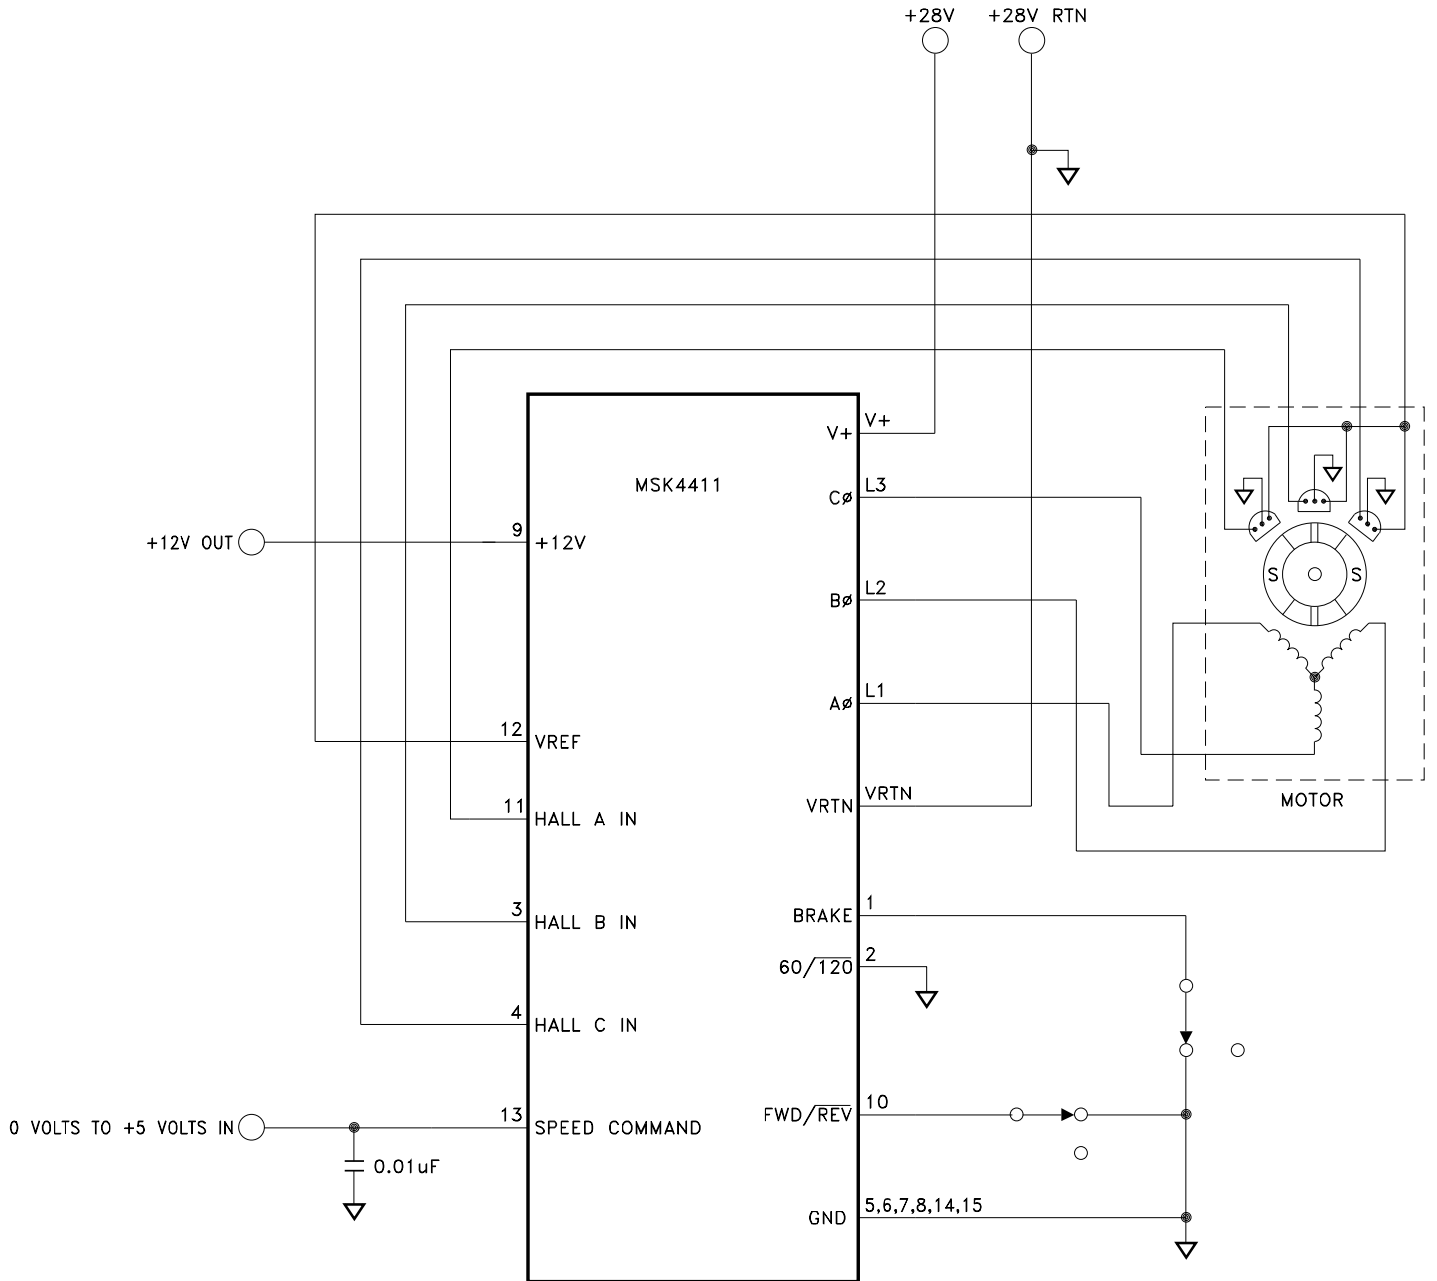 +28V
+28V RTN
V+
V+
MSK4411
CØ
L3
+12V OUT
9
+12V
BØ
L2
S
S
AØ
L1
12
VREF
VRTN
VRTN
MOTOR
11
HALL A IN
3
HALL B IN
BRAKE
1
60/120
2
4
HALL C IN
FWD/REV
10
0 VOLTS TO +5 VOLTS IN
13
SPEED COMMAND
0.01uF
GND
5,6,7,8,14,15